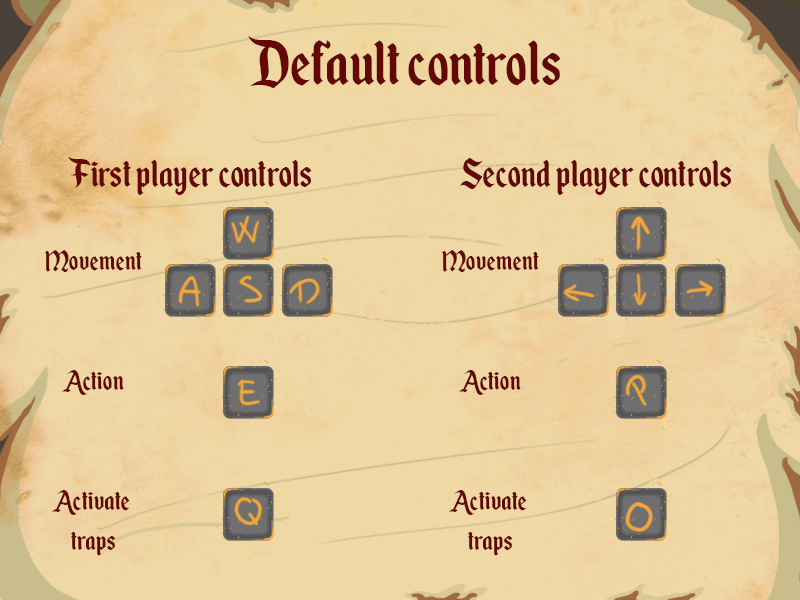 Default controls
First player controls
Movement
W
A S D
Action
E
Activate
traps
Q
Second player controls
Movement
↑
← ↓ →
Action
P
Activate
traps
O